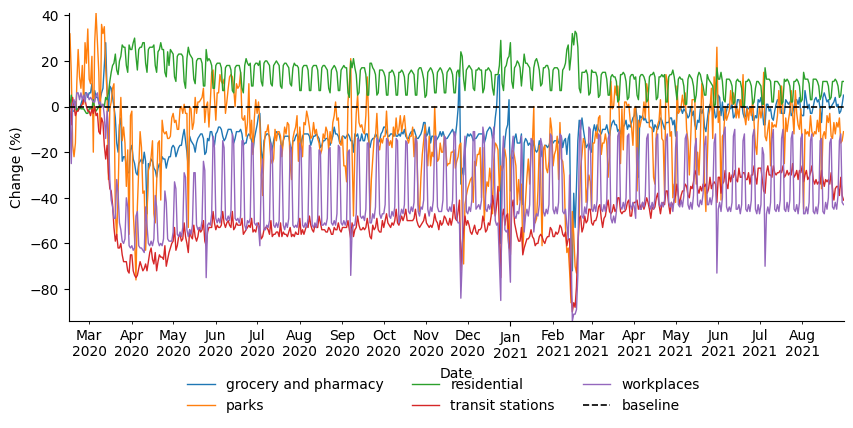 40
20
0
−20
−40
−60
−80
Change (%)
Mar Apr May Jun Jul Aug Sep Oct Nov Dec Jan Feb Mar Apr May Jun Jul Aug
2020 2020 2020 2020 2020 2020 2020 2020 2020 2020 2021 2021 2021 2021 2021 2021 2021 2021
Date
grocery and pharmacy residential workplaces
parks transit stations baseline